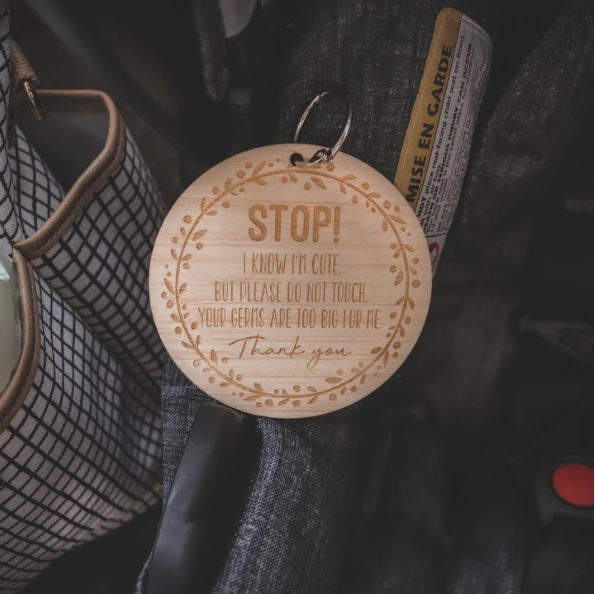 STOP!
I KNOW I'M CUTE,
BUT PLEASE DO NOT TOUCH,
YOUR GERMS ARE TOO BIG FOR ME.
Thank you
MISE EN GARDE